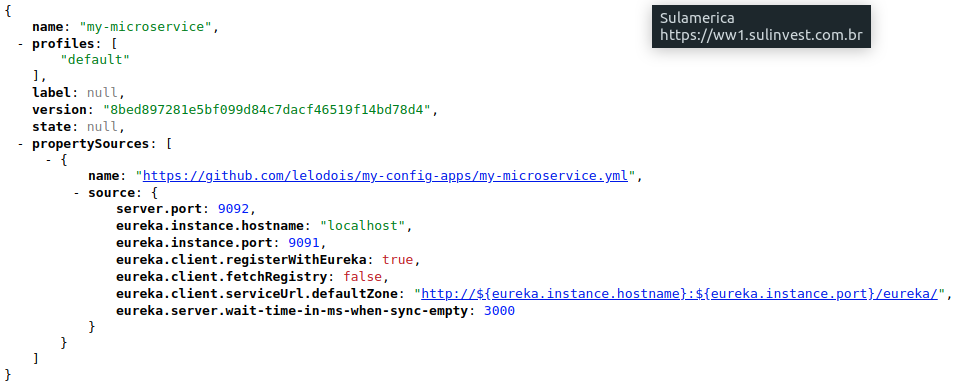 {
name: "my-microservice",
- profiles: [
"default"
],
label: null,
version: "8bed897281e5bf099d84c7dacf46519f14bd78d4",
state: null,
- propertySources: [
- {
name: "https://github.com/lelodois/my-config-apps/my-microservice.yml",
- source: {
server.port: 9092,
eureka.instance.hostname: "localhost",
eureka.instance.port: 9091,
eureka.client.registerWithEureka: true,
eureka.client.fetchRegistry: false,
eureka.client.serviceUrl.defaultZone: "http://${eureka.instance.hostname}:${eureka.instance.port}/eureka/",
eureka.server.wait-time-in-ms-when-sync-empty: 3000
}
}
]
}
Sulamerica
https://ww1.sulinvest.com.br